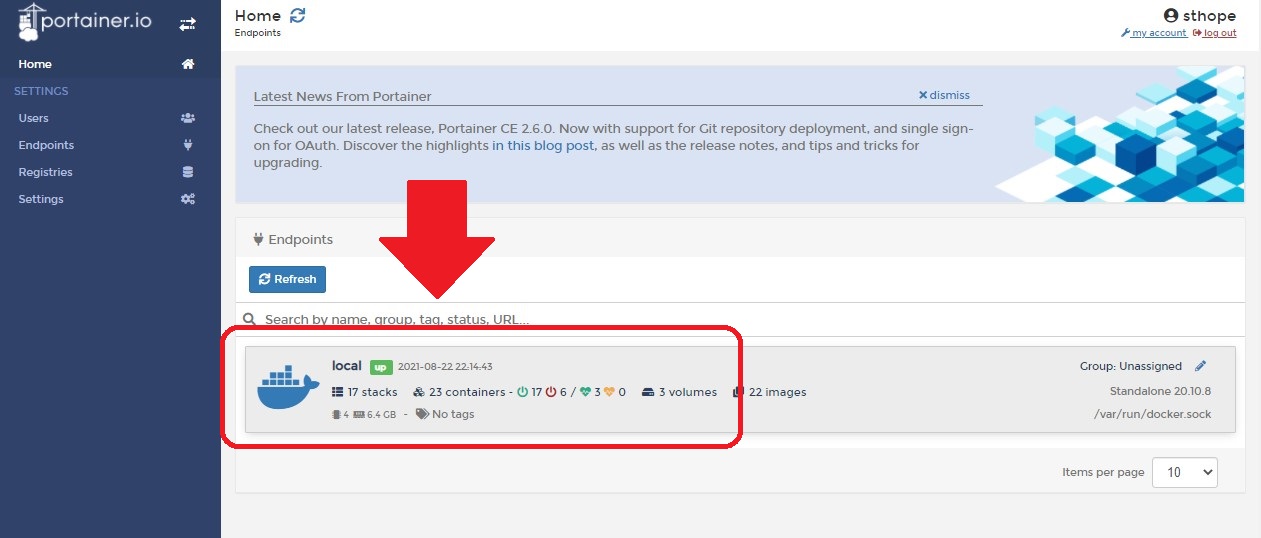 portainer.io
Home
Endpoints
sthope
my account log out
Home
SETTINGS
Users
Endpoints
Registries
Settings
Latest News From Portainer
dismiss
Check out our latest release, Portainer CE 2.6.0. Now with support for Git repository deployment, and single sign-
on for OAuth. Discover the highlights in this blog post, as well as the release notes, and tips and tricks for
upgrading.
Endpoints
Refresh
Search by name, group, tag, status, URL...
local up 2021-08-22 22:14:43
Group: Unassigned
17 stacks 23 containers - 17 6 / 3 0 3 volumes 22 images
Standalone 20.10.8
4 6.4 GB - No tags
/var/run/docker.sock
Items per page 10